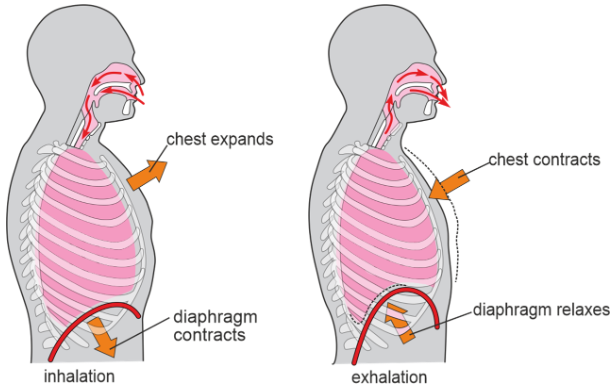 chest expands
diaphragm
contracts
inhalation
chest contracts
diaphragm relaxes
exhalation